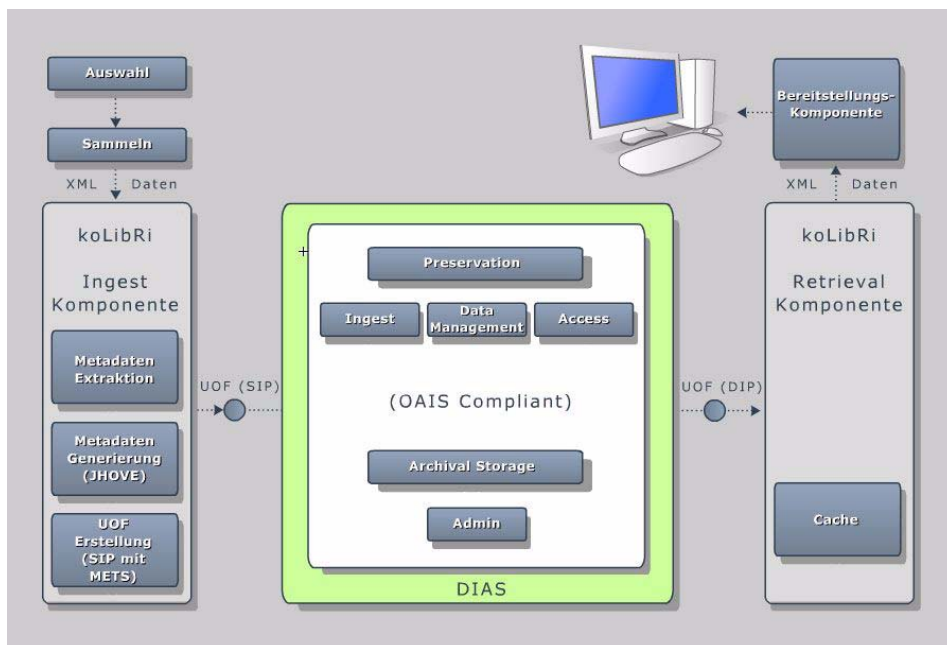 Auswahl
Sammeln
XML Daten
koLibRi
Ingest
Komponente
Metadaten
Extraktion
Metadaten
Generierung
(JHOVE)
UOF
Erstellung
(SIP mit
METS)
UOF (SIP)
Preservation
Ingest
Data
Management
Access
(OAIS Compliant)
Archival Storage
Admin
DIAS
UOF (DIP)
Bereitstellungs-
Komponente
XML Daten
koLibRi
Retrieval
Komponente
Cache